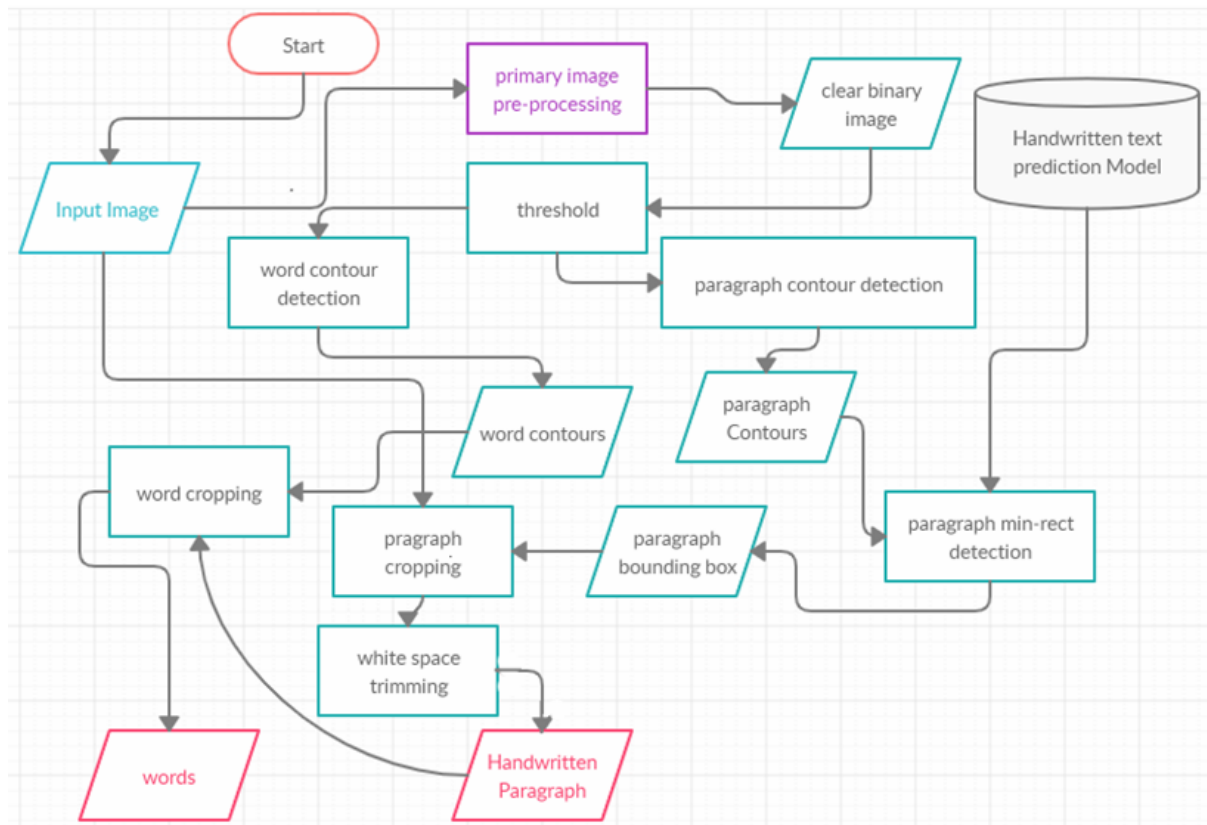 Start
primary image
pre-processing
clear binary
image
Handwritten text
prediction Model
Input Image
threshold
word contour
detection
paragraph contour detection
word contours
paragraph
Contours
word cropping
pragraph
cropping
paragraph
bounding box
paragraph min-rect
detection
white space
trimming
words
Handwritten
Paragraph